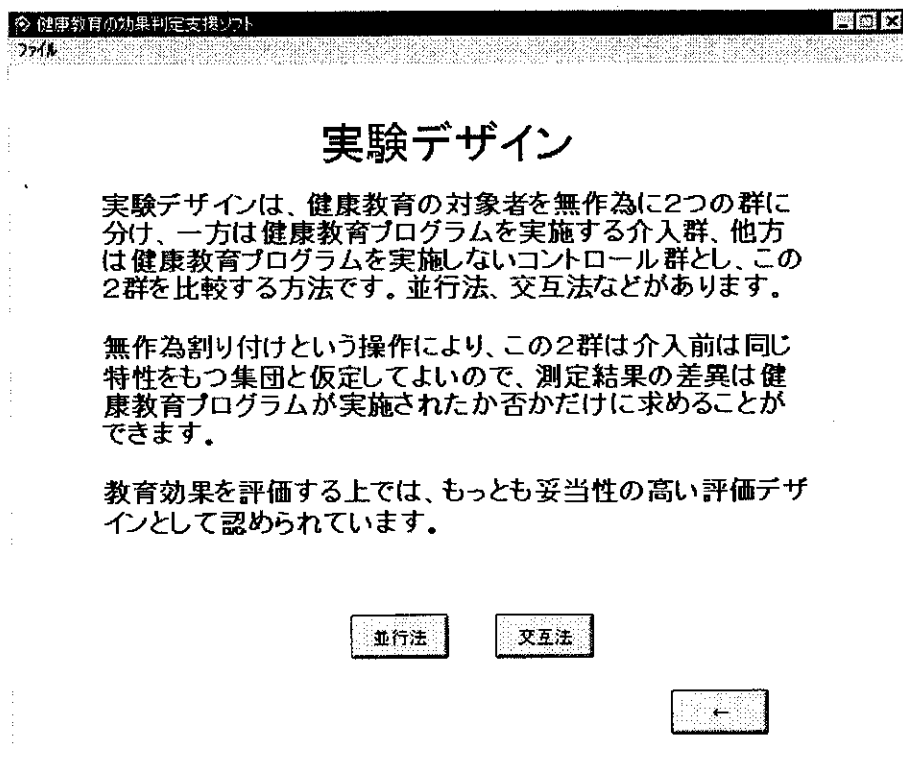 健康教育の効果判定支援ソフト
ファイル
実験デザイン
実験デザインは、健康教育の対象者を無作為に2つの群に
分け、一方は健康教育プログラムを実施する介入群、他方
は健康教育プログラムを実施しないコントロール群とし、この
2群を比較する方法です。並行法、交互法などがあります。
無作為割り付けという操作により、この2群は介入前は同じ
特性をもつ集団と仮定してよいので、測定結果の差異は健
康教育プログラムが実施されたか否かだけに求めることが
できます。
教育効果を評価する上では、もっとも妥当性の高い評価デザ
インとして認められています。
並行法
交互法
←